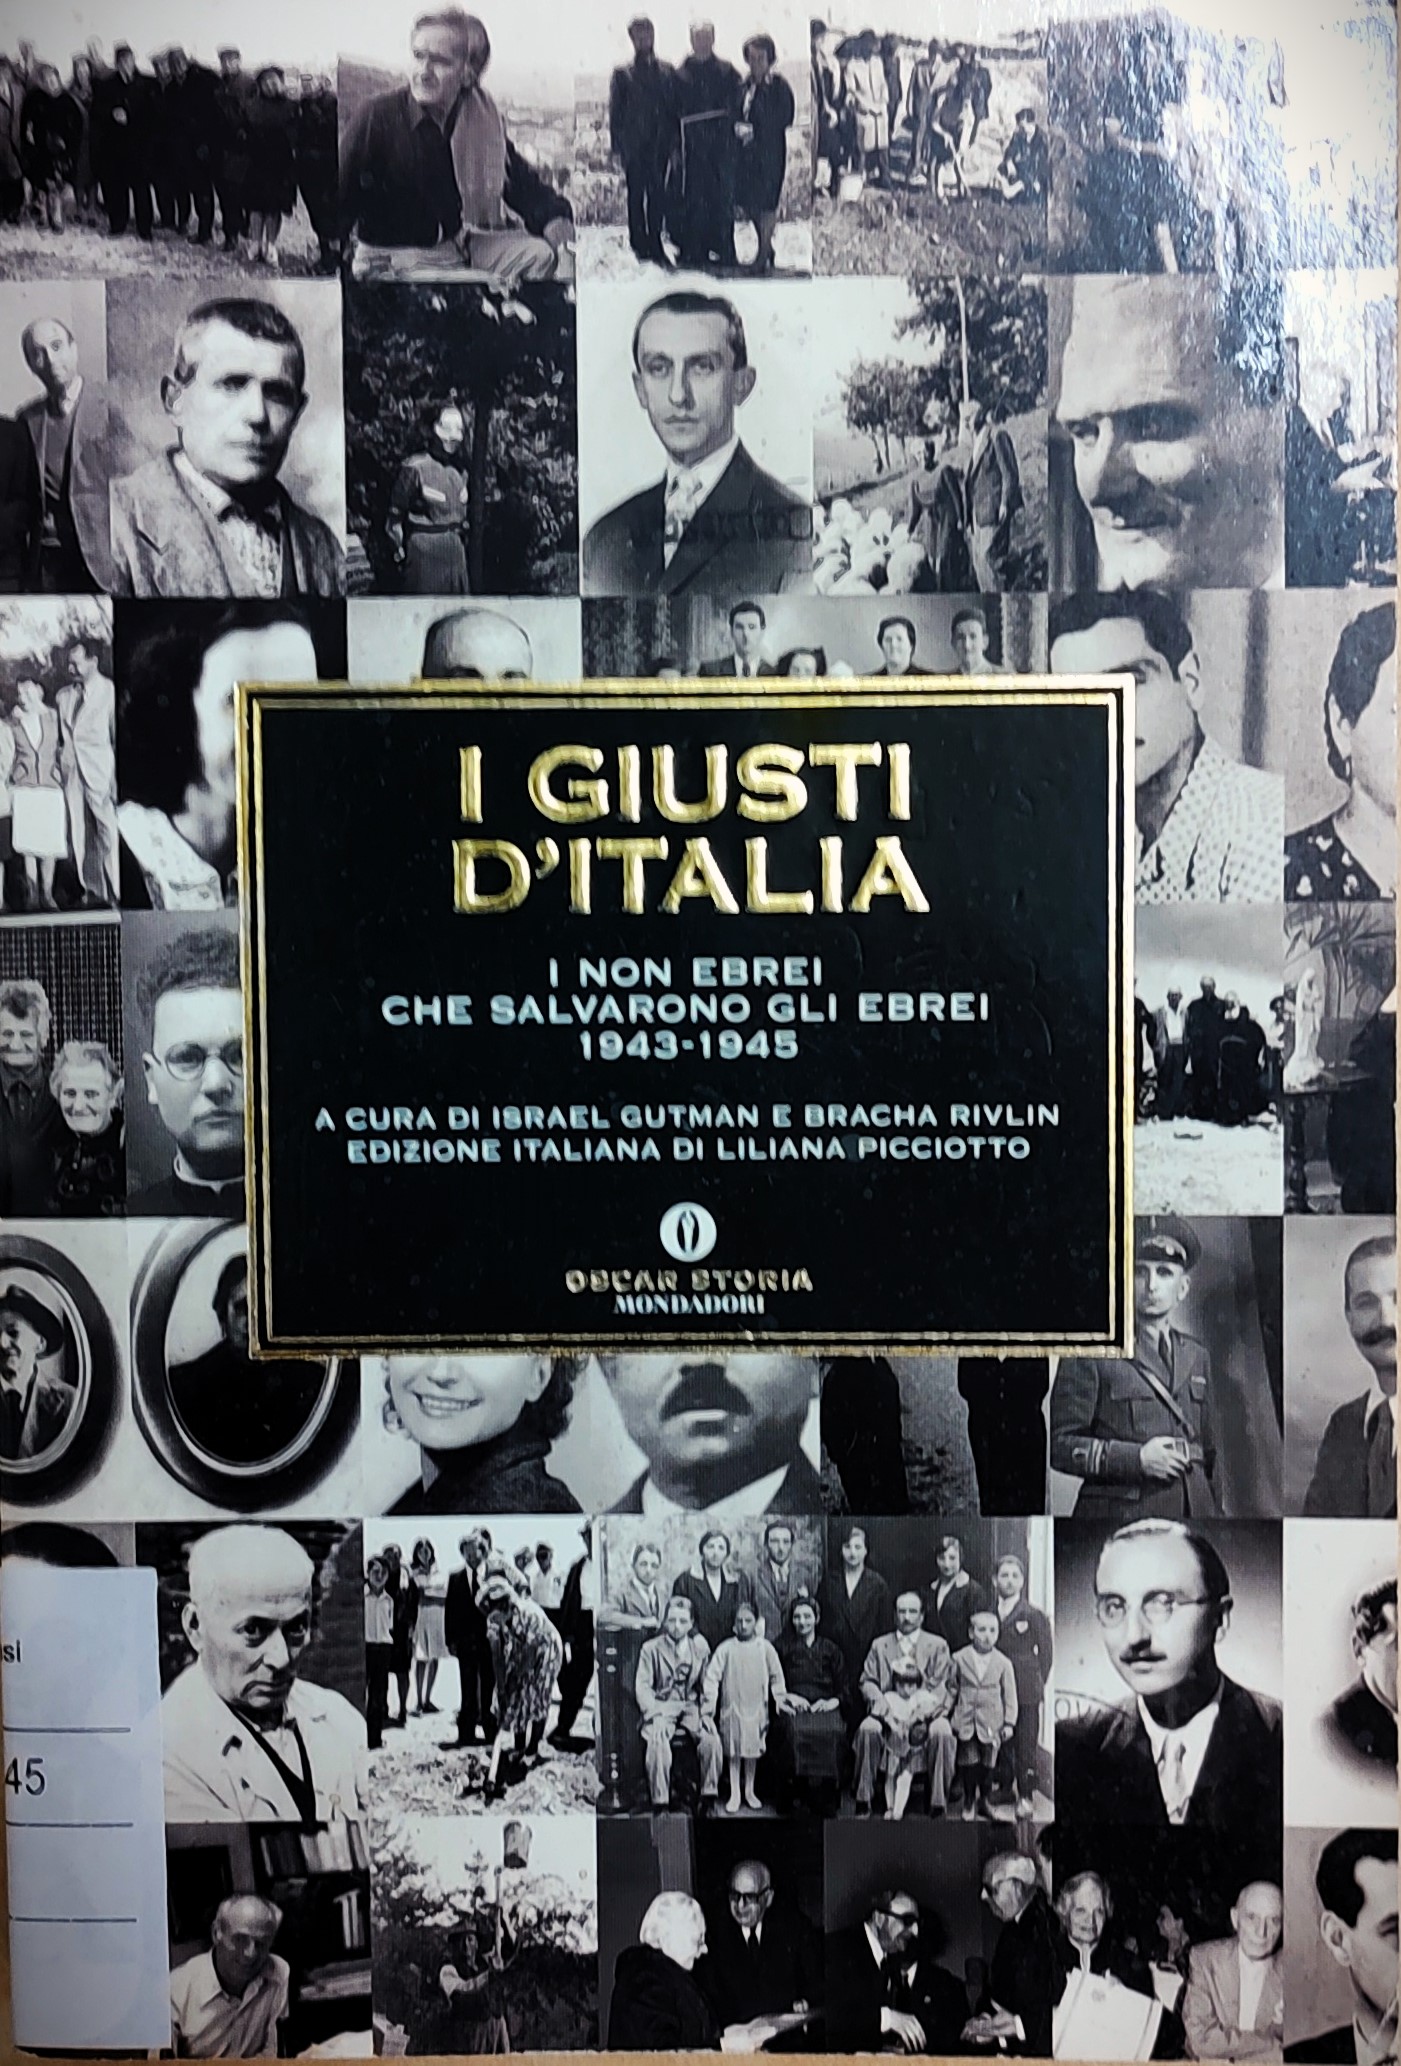 I GIUSTI
D'ITALIA
I NON EBREI
CHE SALVARONO GLI EBREI
1943-1945
A CURA DI ISRAEL GUTMAN E BRACHA RIVLIN
EDIZIONE ITALIANA DI LILIANA PICCIOTTO
OSCAR STORIA
MONDADORI
si
45